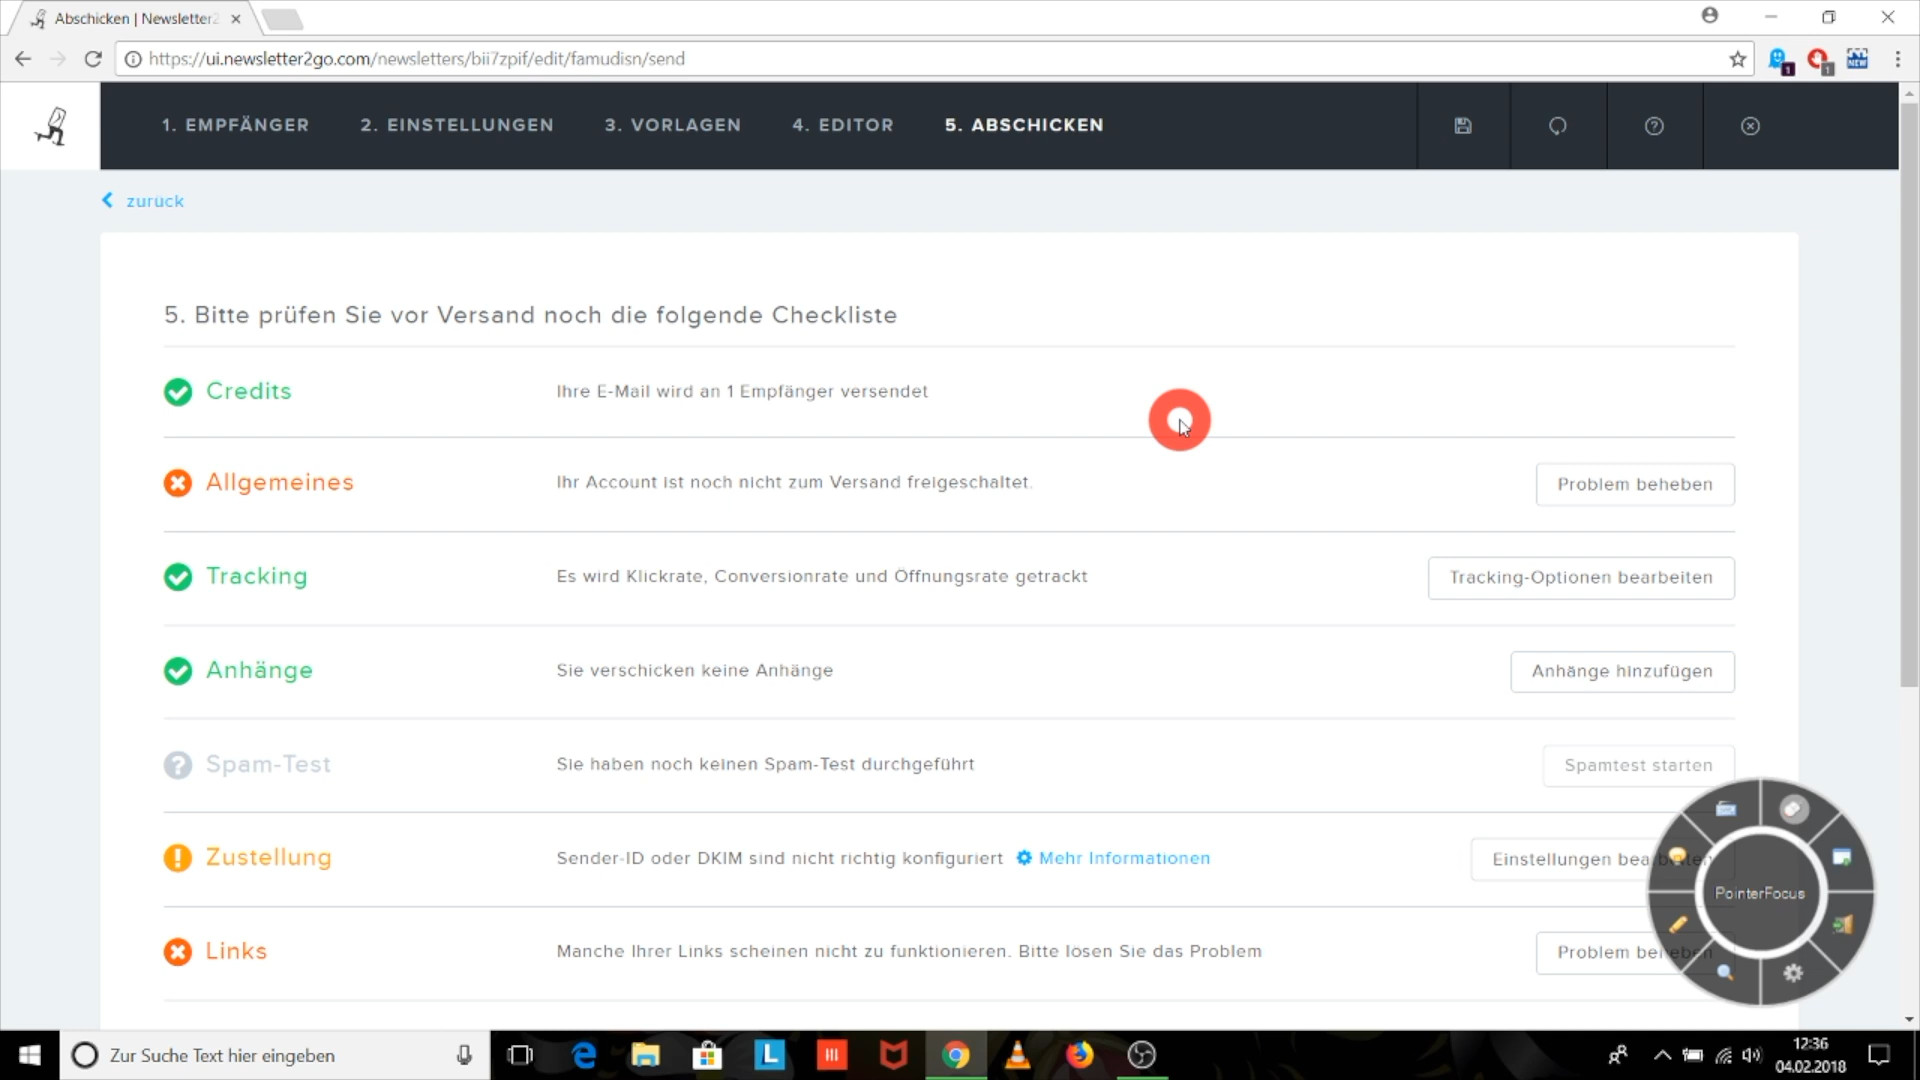 Abschicken | Newsletter2
https://ui.newsletter2go.com/newsletters/bii7zpif/edit/famudisn/send
1. EMPFÄNGER
2. EINSTELLUNGEN
3. VORLAGEN
4. EDITOR
5. ABSCHICKEN
zurück
5. Bitte prüfen Sie vor Versand noch die folgende Checkliste
Credits
Ihre E-Mail wird an 1 Empfänger versendet
Allgemeines
Ihr Account ist noch nicht zum Versand freigeschaltet.
Problem beheben
Tracking
Es wird Klickrate, Conversionrate und Öffnungsrate getrackt
Tracking-Optionen bearbeiten
Anhänge
Sie verschicken keine Anhänge
Anhänge hinzufügen
Spam-Test
Sie haben noch keinen Spam-Test durchgeführt
Spamtest starten
Zustellung
Sender-ID oder DKIM sind nicht richtig konfiguriert
Mehr Informationen
Einstellungen bearbeiten
PointerFocus
Links
Manche Ihrer Links scheinen nicht zu funktionieren. Bitte lösen Sie das Problem
Problem beheben
Zur Suche Text hier eingeben
12:36
04.02.2018